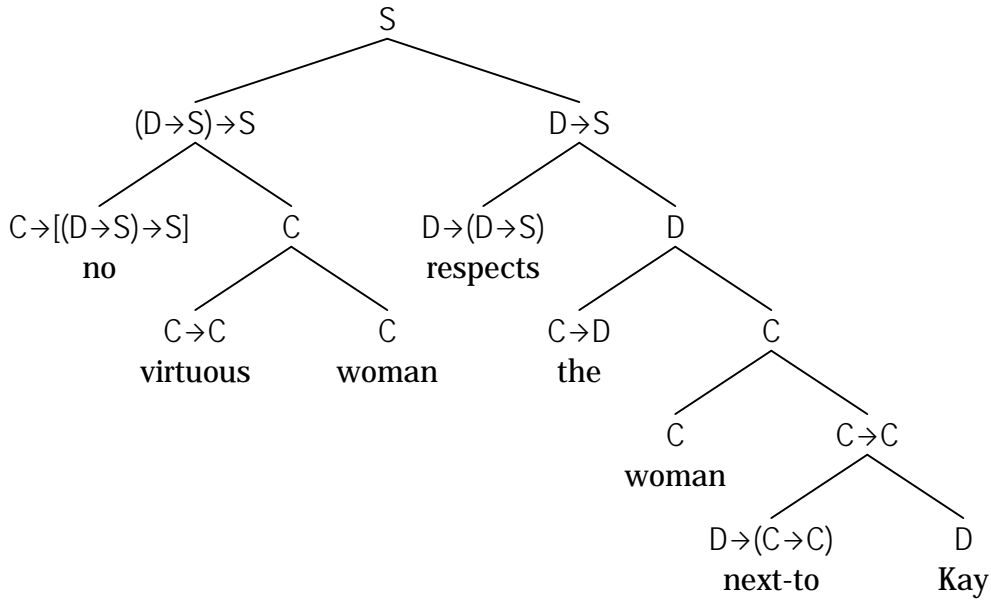 S
(D→S)→S D→S
C→[(D→S)→S] C D→(D→S) D
no respects
C→C C C→D C
virtuous woman the
C C→C
woman
D→(C→C) D
next-to Kay